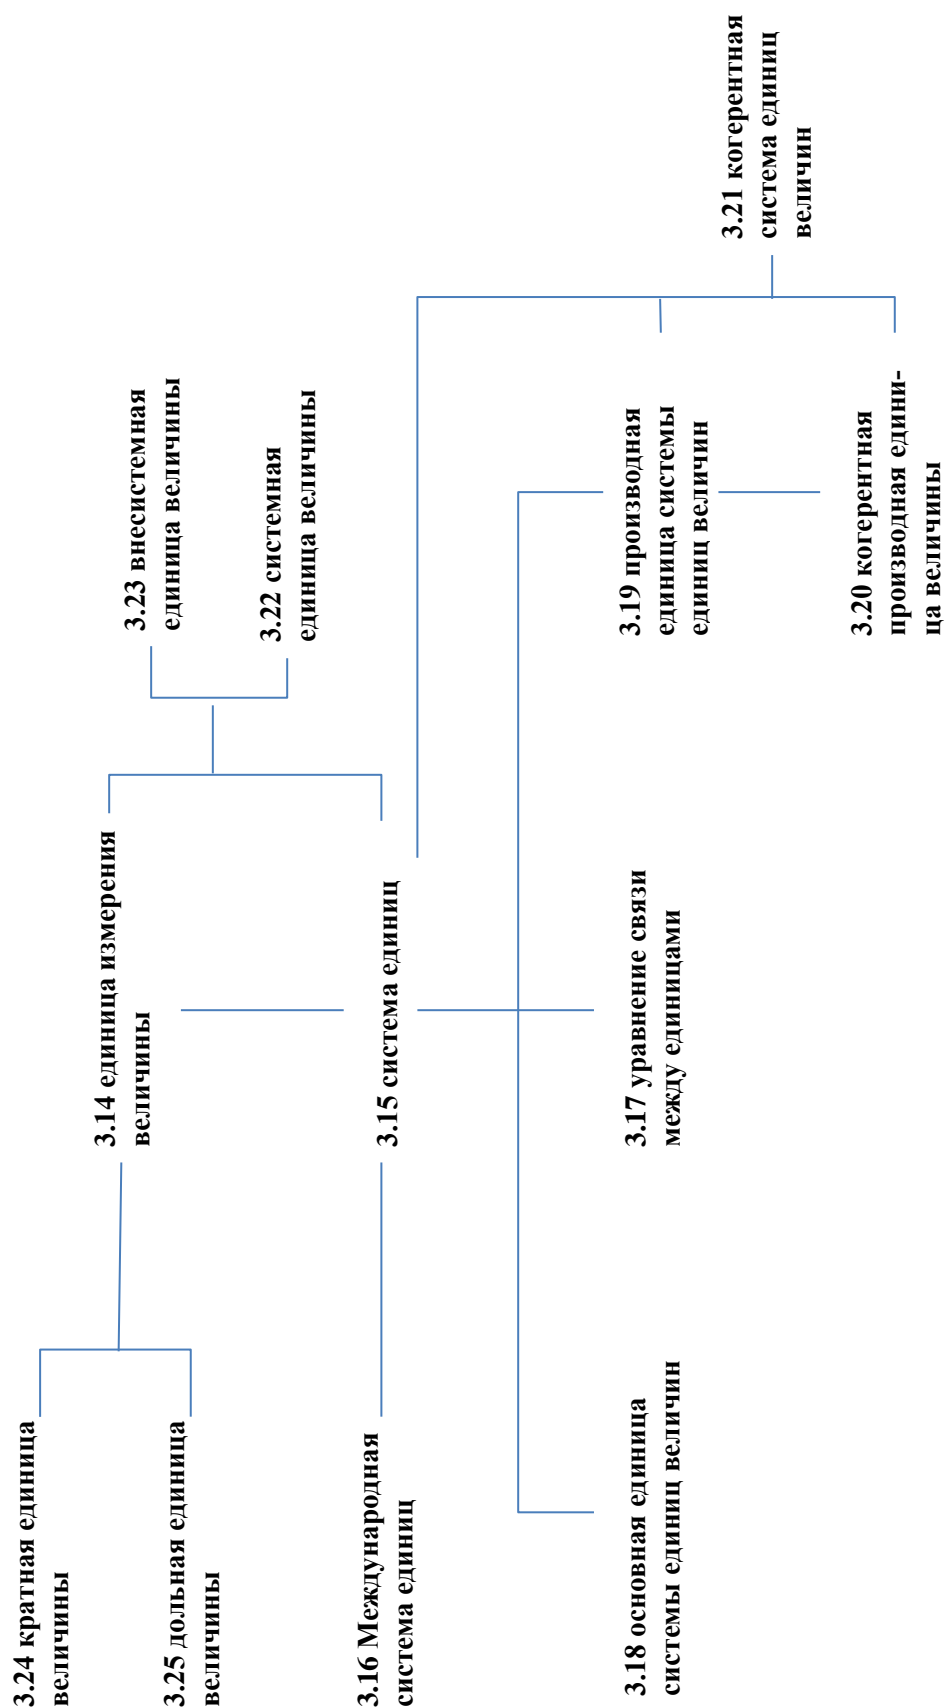 3.24 кратная единица
величины
3.25 дольная единица
величины
3.14 единица измерения
величины
3.23 внесистемная
единица величины
3.22 системная
единица величины
3.16 Международная
система единиц
3.15 система единиц
3.18 основная единица
системы единиц величин
3.17 уравнение связи
между единицами
3.19 производная
единица системы
единиц величин
3.21 когерентная
система единиц
величин
3.20 когерентная
производная едини-
ца величины